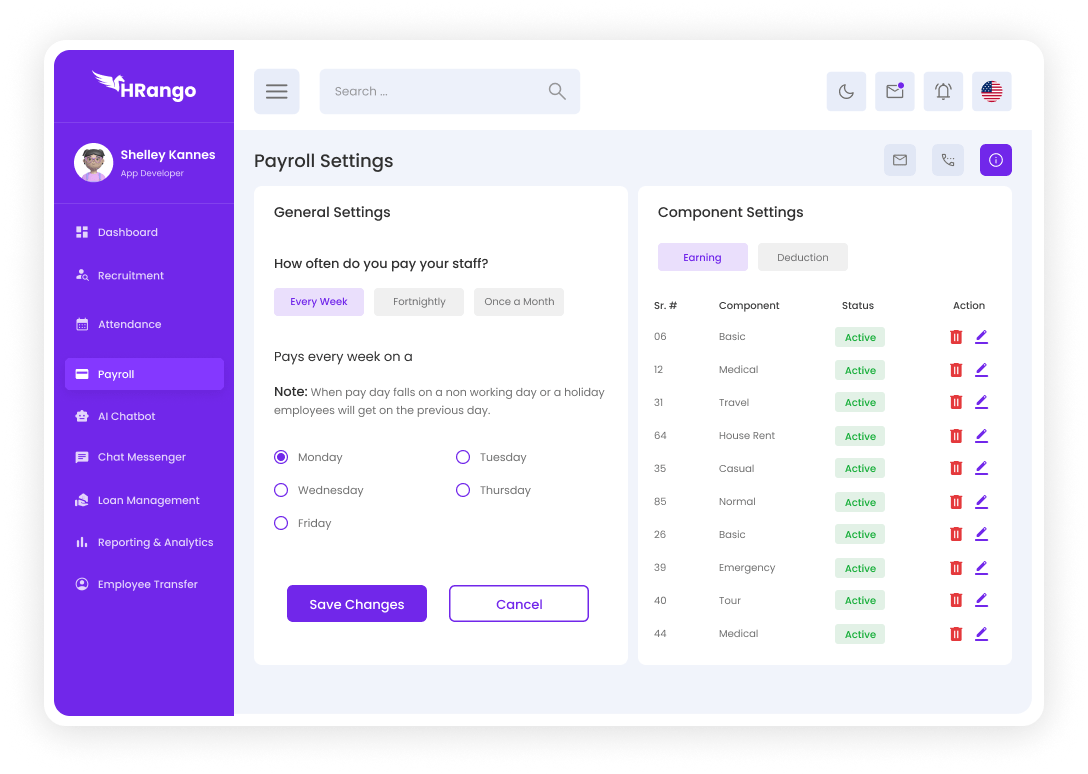 HRango
Search ...
Shelley Kannes
App Developer
Dashboard
Recruitment
Attendance
Payroll
AI Chatbot
Chat Messenger
Loan Management
Reporting & Analytics
Employee Transfer
Payroll Settings
General Settings
How often do you pay your staff?
Every Week Fortnightly Once a Month
Pays every week on a
Note: When pay day falls on a non working day or a holiday
employees will get on the previous day.
Monday Tuesday
Wednesday Thursday
Friday
Save Changes Cancel
Component Settings
Earning Deduction
Sr. # Component Status Action
06 Basic Active
12 Medical Active
31 Travel Active
64 House Rent Active
35 Casual Active
85 Normal Active
26 Basic Active
39 Emergency Active
40 Tour Active
44 Medical Active